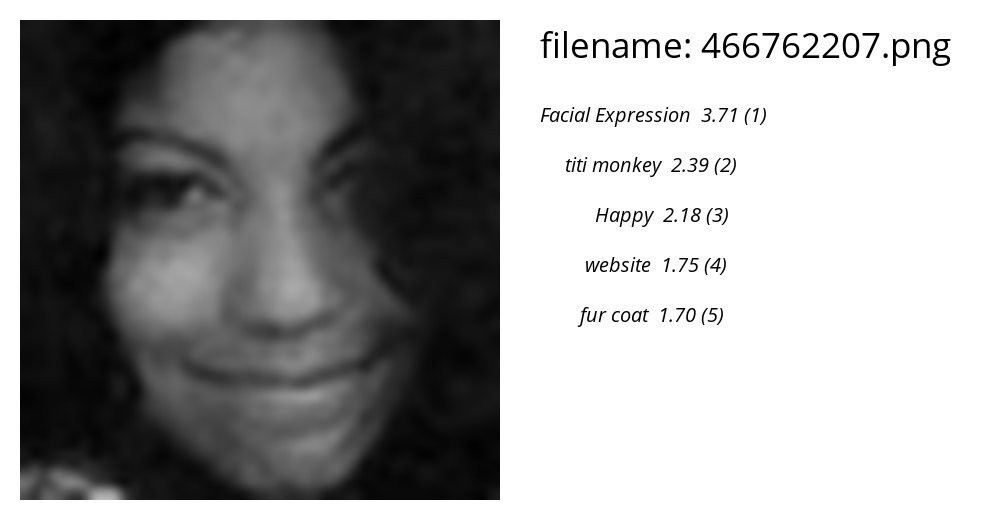 filename: 466762207.png
Facial Expression 3.71 (1)
titi monkey 2.39 (2)
Happy 2.18 (3)
website 1.75 (4)
fur coat 1.70 (5)